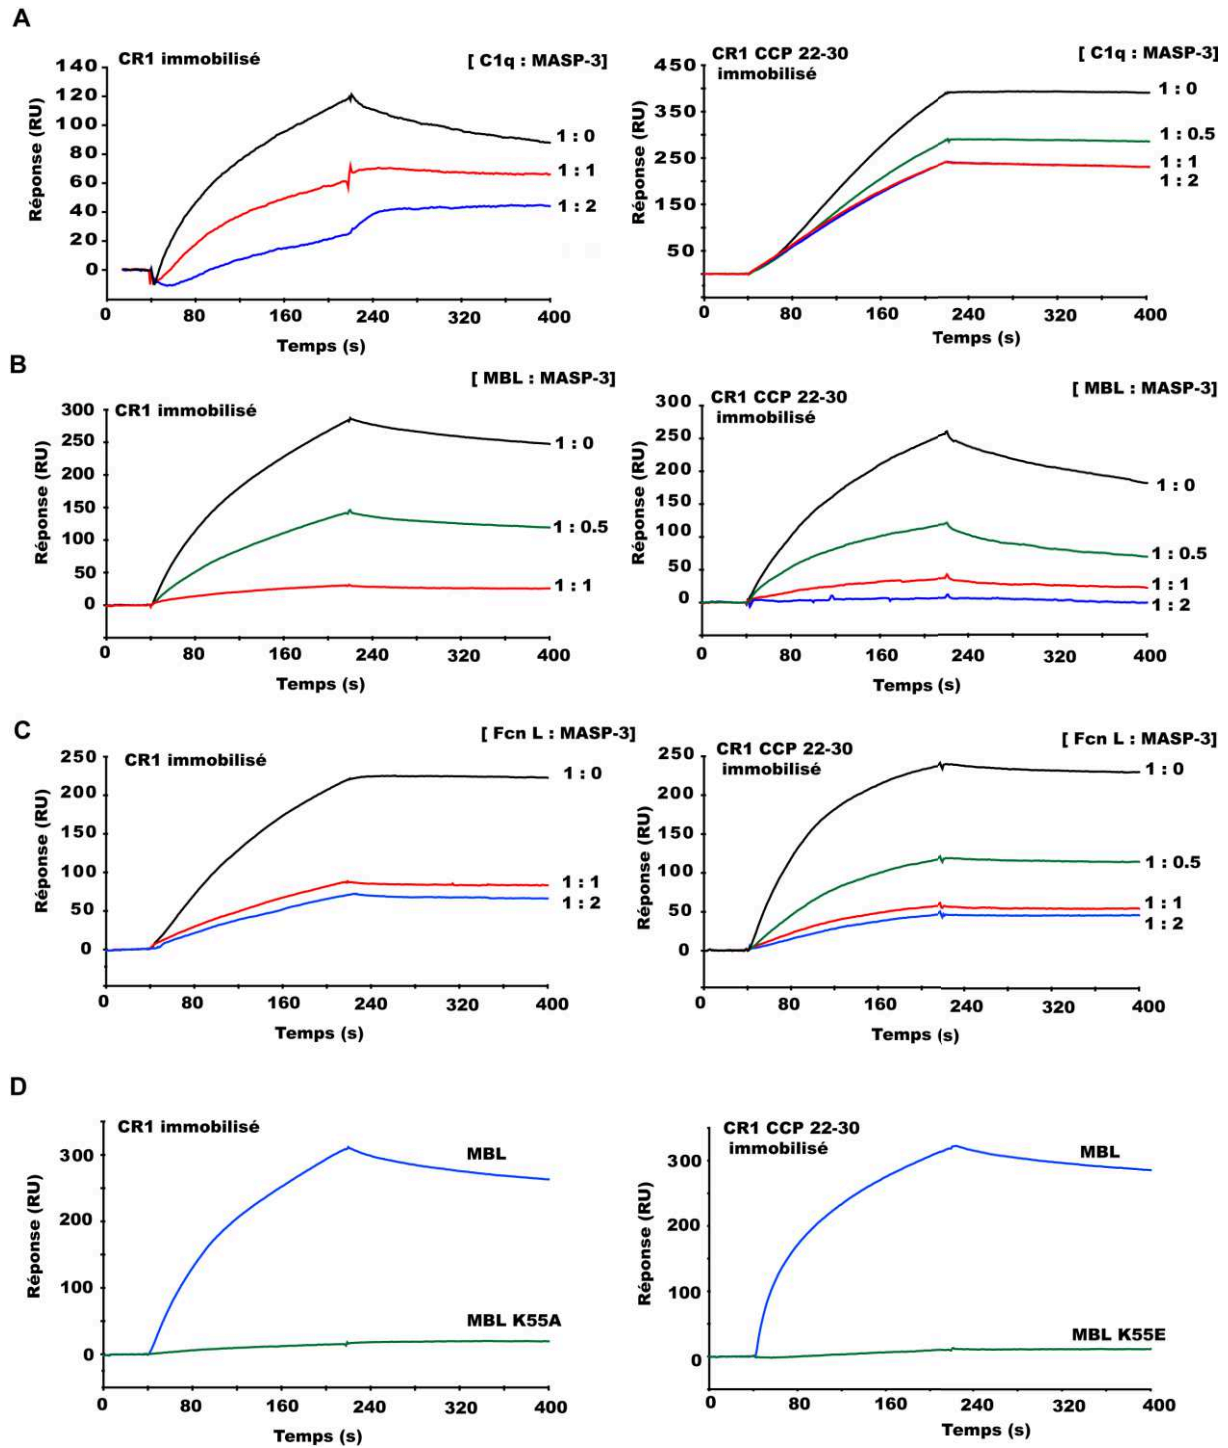 A
CR1 immobilisé
[ C1q : MASP-3]
140
120
100
80
60
40
20
0
Réponse (RU)
1 : 0
1 : 1
1 : 2
0 80 160 240 320 400
Temps (s)
CR1 CCP 22-30
immobilisé
[ C1q : MASP-3]
450
400
350
250
150
50
Réponse (RU)
1 : 0
1 : 0.5
1 : 1
1 : 2
0 80 160 240 320 400
Temps (s)
B
CR1 immobilisé
[ MBL : MASP-3]
300
250
200
150
100
50
0
Réponse (RU)
1 : 0
1 : 0.5
1 : 1
0 80 160 240 320 400
Temps (s)
CR1 CCP 22-30
immobilisé
[ MBL : MASP-3]
300
250
200
150
100
50
0
Réponse (RU)
1 : 0
1 : 0.5
1 : 1
1 : 2
0 80 160 240 320 400
Temps (s)
C
CR1 immobilisé
[ Fcn L : MASP-3]
250
200
150
100
50
0
Réponse (RU)
1 : 0
1 : 1
1 : 2
0 80 160 240 320 400
Temps (s)
CR1 CCP 22-30
immobilisé
[ Fcn L : MASP-3]
250
200
150
100
50
0
Réponse (RU)
1 : 0
1 : 0.5
1 : 1
1 : 2
0 80 160 240 320 400
Temps (s)
D
CR1 immobilisé
300
200
100
0
Réponse (RU)
MBL
MBL K55A
0 80 160 240 320 400
Temps (s)
CR1 CCP 22-30
immobilisé
300
200
100
0
Réponse (RU)
MBL
MBL K55E
0 80 160 240 320 400
Temps (s)